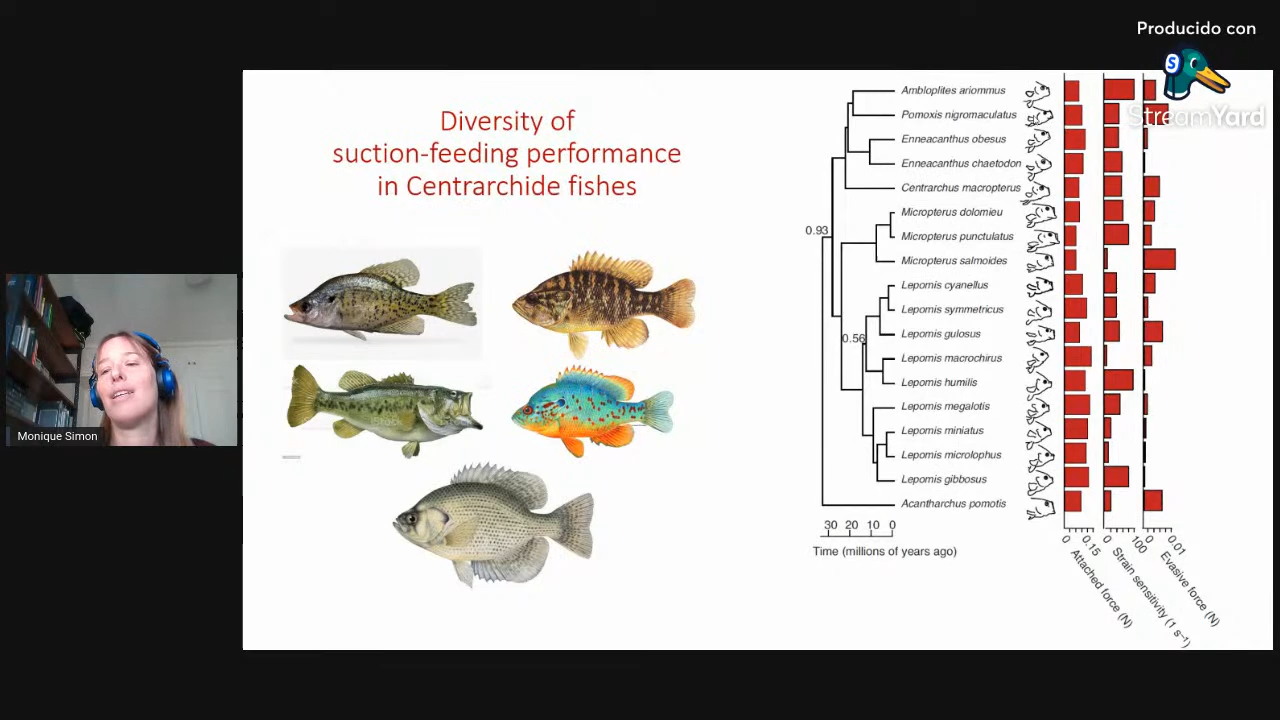 Producido con
S
StreamYard
Diversity of
suction-feeding performance
in Centrarchide fishes
Monique Simon
Ambloplites ariommus
Pomoxis nigromaculatus
Enneacanthus obesus
Enneacanthus chaetodon
Centrarchus macropterus
Micropterus dolomieu
Micropterus punctulatus
Micropterus salmoides
Lepomis cyanellus
Lepomis symmetricus
Lepomis gulosus
Lepomis macrochirus
Lepomis humilis
Lepomis megalotis
Lepomis miniatus
Lepomis microlophus
Lepomis gibbosus
Acantharchus pomotis
0.93
0.56
30 20 10 0
Time (millions of years ago)
0 0.15
Attached force (N)
0 100
Strain sensitivity (1 s⁻¹)
0 0.01
Evasive force (N)